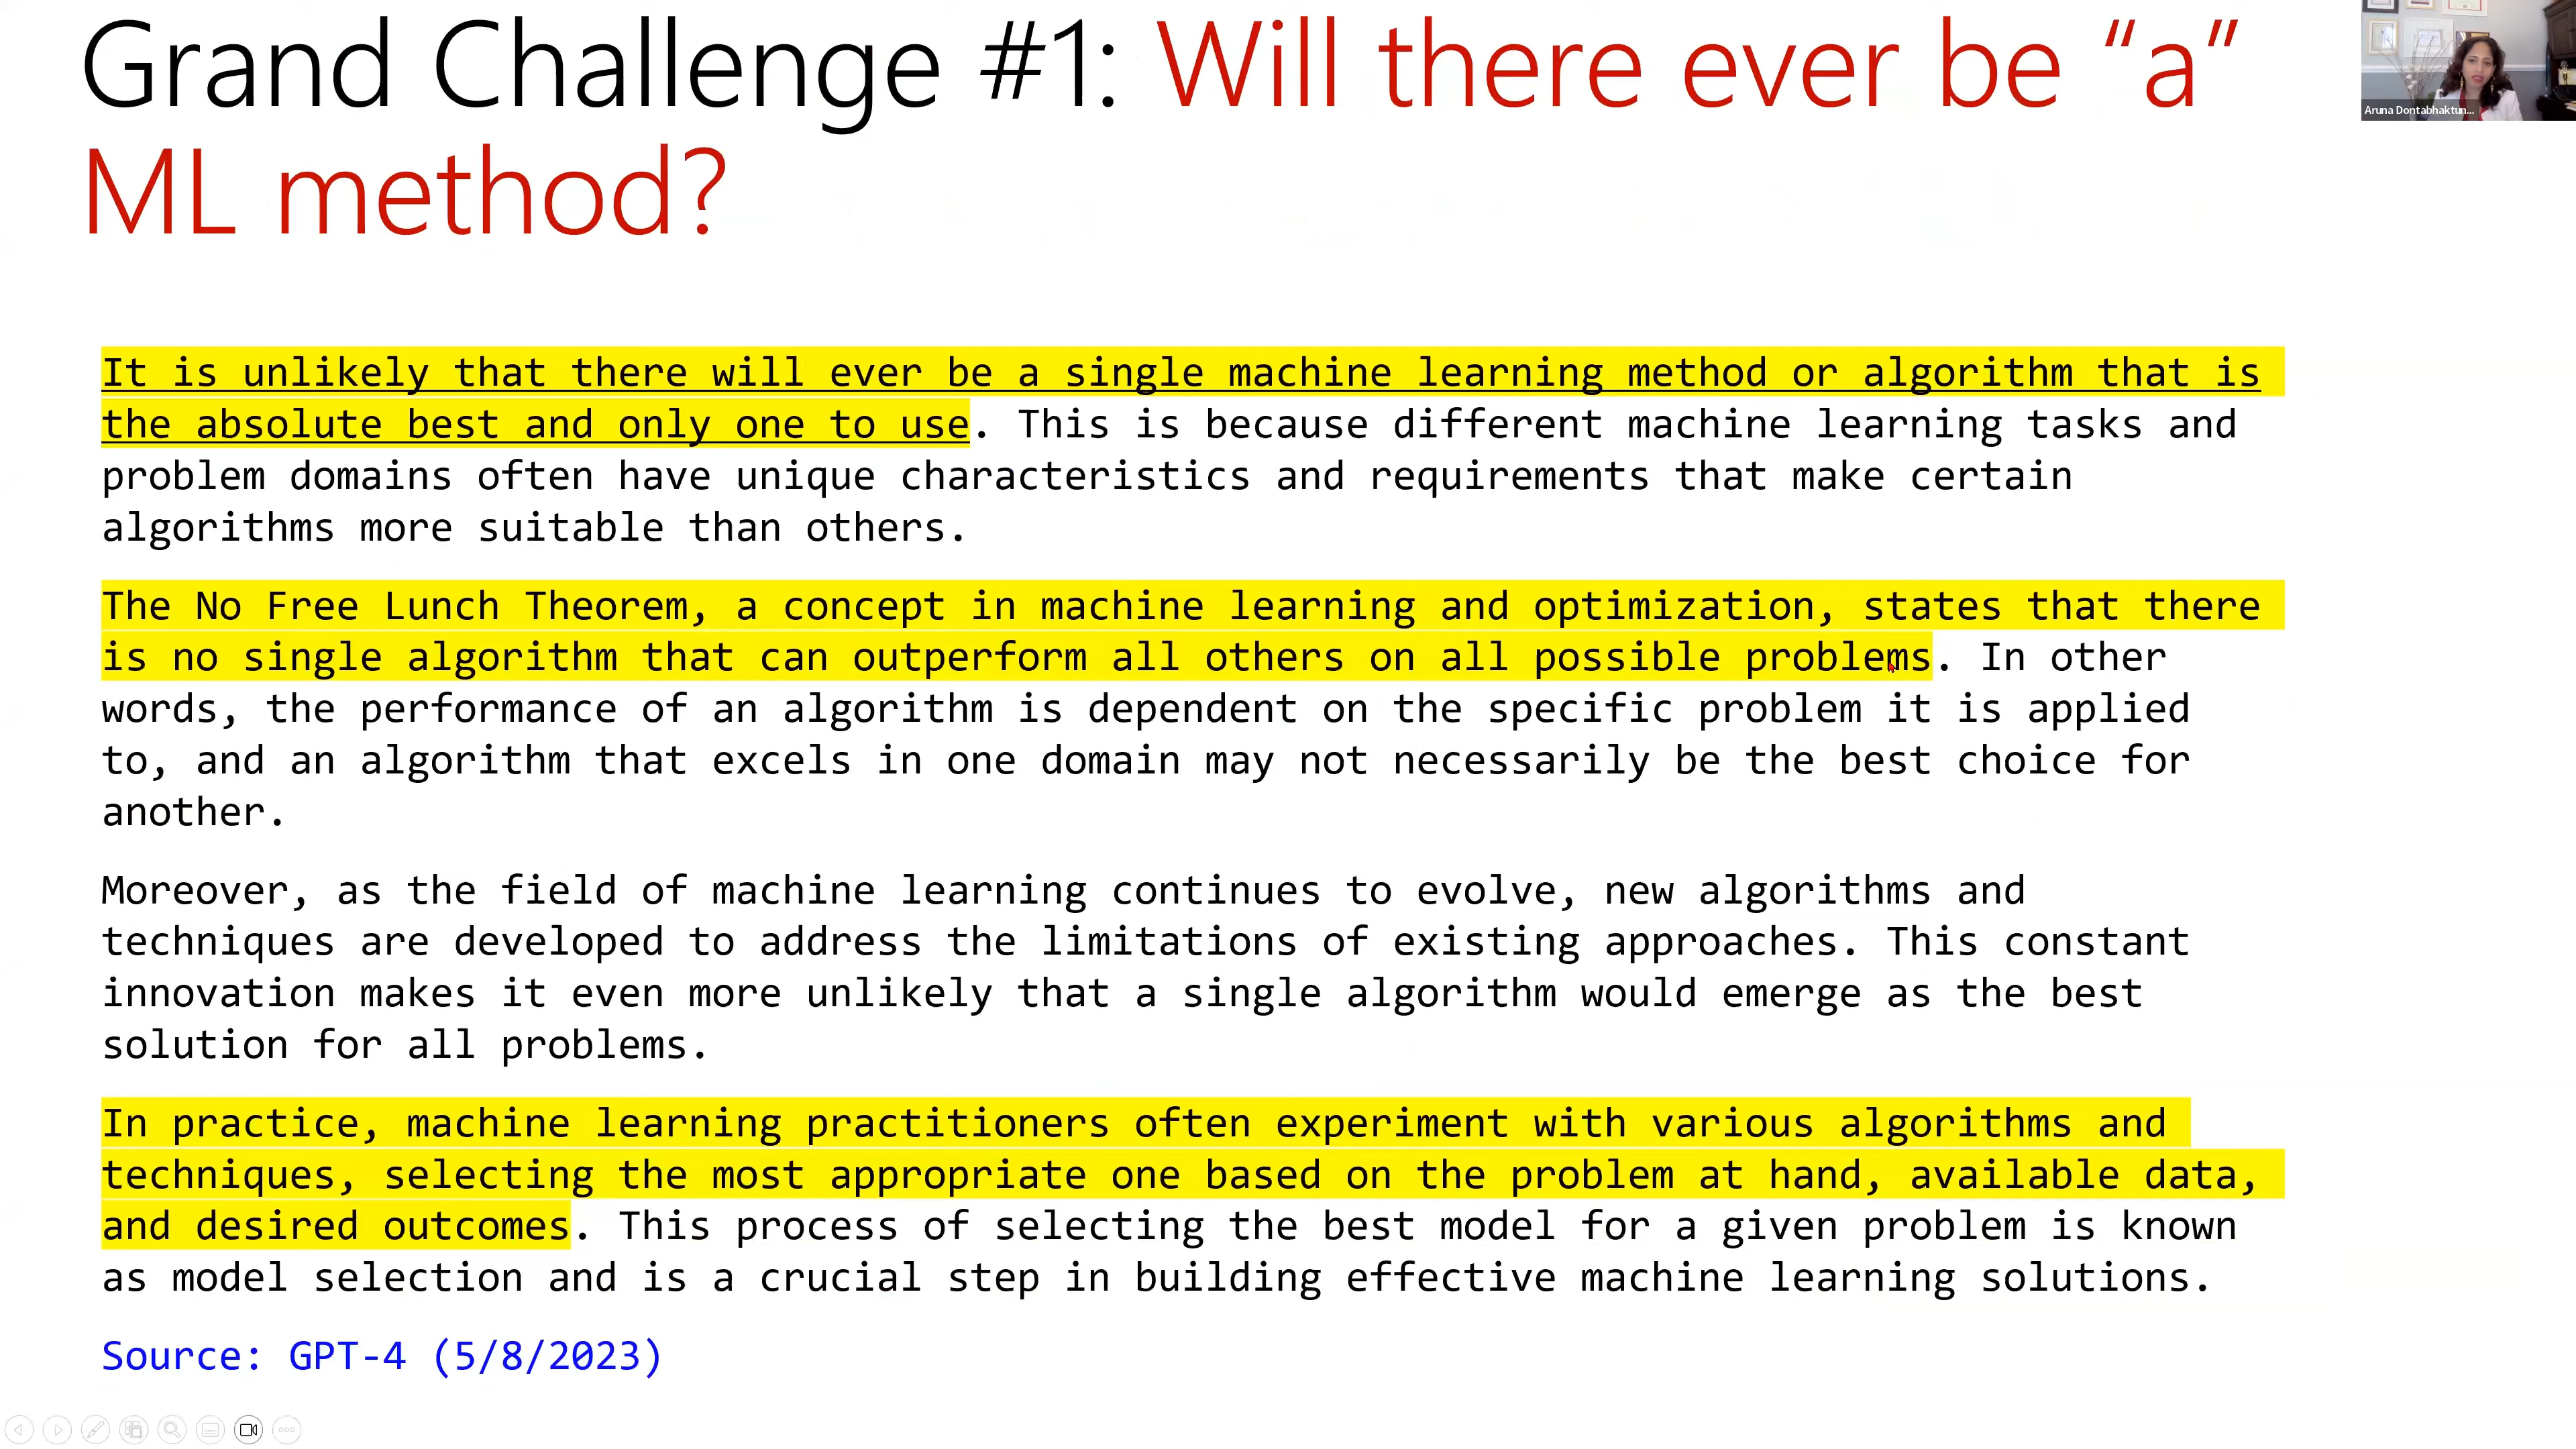 Grand Challenge #1: Will there ever be “a”
ML method?
Aruna Dontabhaktun...
It is unlikely that there will ever be a single machine learning method or algorithm that is
the absolute best and only one to use. This is because different machine learning tasks and
problem domains often have unique characteristics and requirements that make certain
algorithms more suitable than others.
The No Free Lunch Theorem, a concept in machine learning and optimization, states that there
is no single algorithm that can outperform all others on all possible problems. In other
words, the performance of an algorithm is dependent on the specific problem it is applied
to, and an algorithm that excels in one domain may not necessarily be the best choice for
another.
Moreover, as the field of machine learning continues to evolve, new algorithms and
techniques are developed to address the limitations of existing approaches. This constant
innovation makes it even more unlikely that a single algorithm would emerge as the best
solution for all problems.
In practice, machine learning practitioners often experiment with various algorithms and
techniques, selecting the most appropriate one based on the problem at hand, available data,
and desired outcomes. This process of selecting the best model for a given problem is known
as model selection and is a crucial step in building effective machine learning solutions.
Source: GPT-4 (5/8/2023)